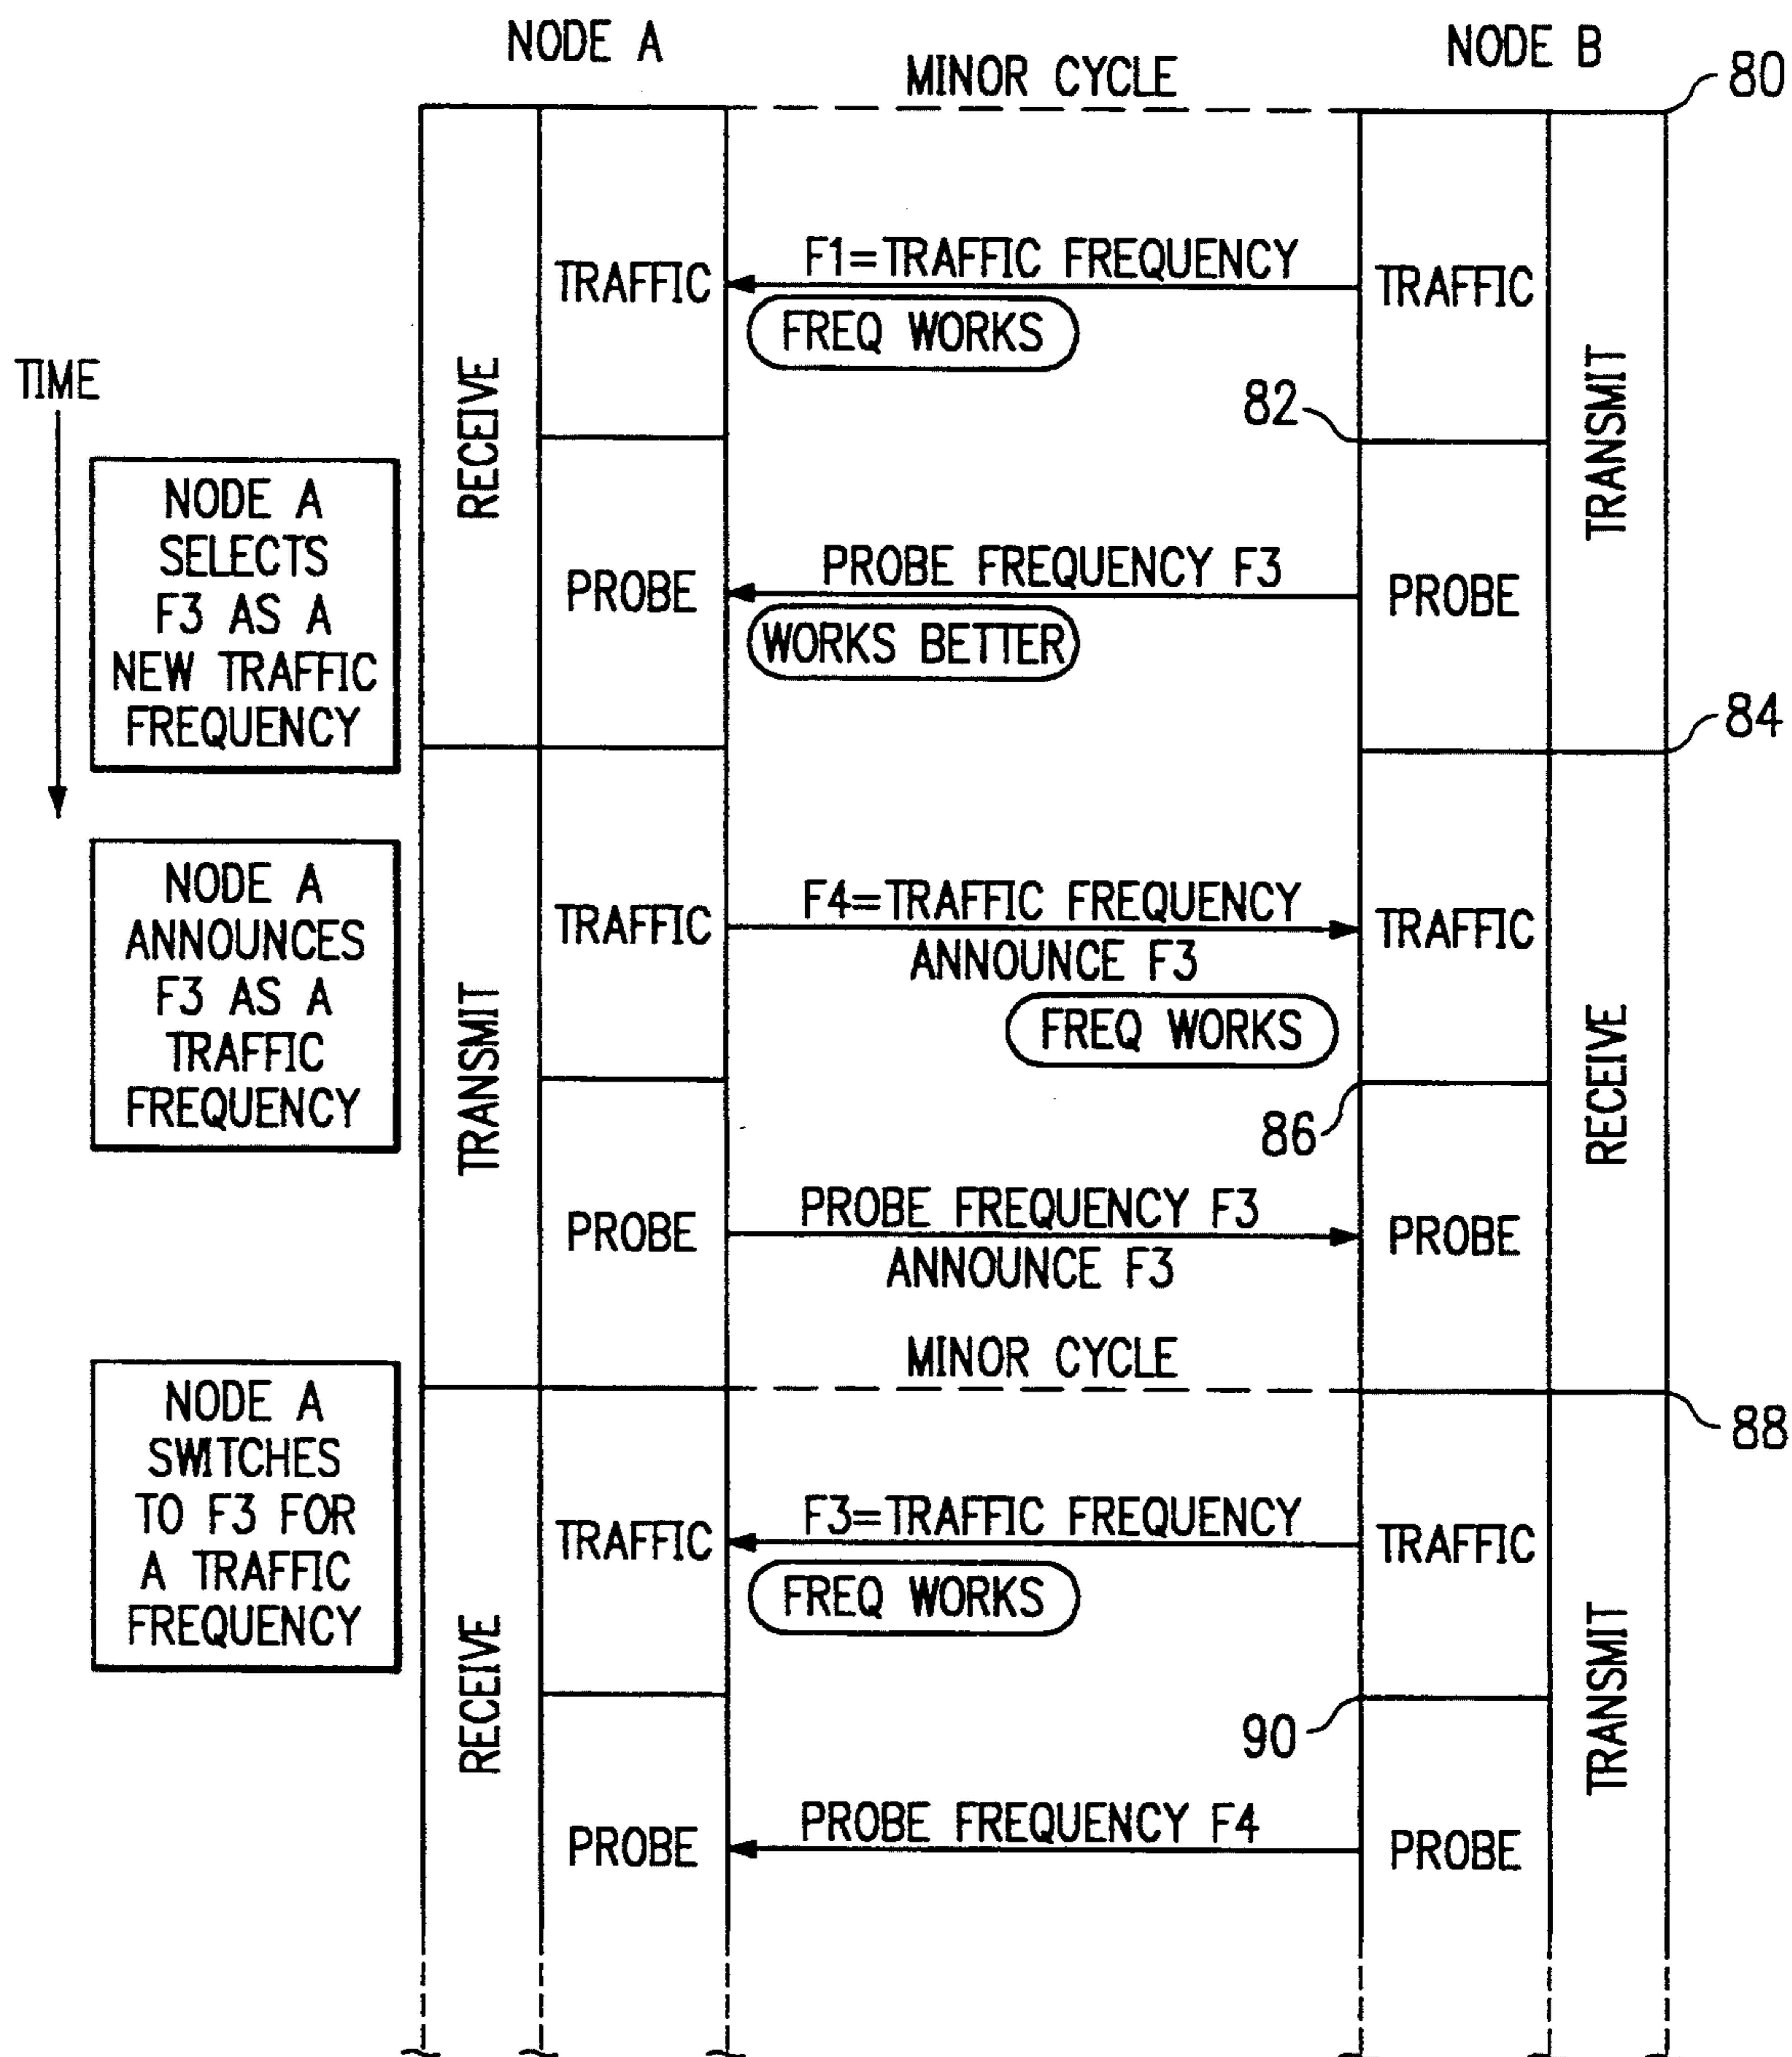 NODE A
NODE B
MINOR CYCLE
80
TIME
RECEIVE
TRAFFIC
F1=TRAFFIC FREQUENCY
FREQ WORKS
TRAFFIC
TRANSMIT
82
NODE A
SELECTS
F3 AS A
NEW TRAFFIC
FREQUENCY
PROBE
PROBE FREQUENCY F3
WORKS BETTER
PROBE
84
NODE A
ANNOUNCES
F3 AS A
TRAFFIC
FREQUENCY
TRANSMIT
TRAFFIC
F4=TRAFFIC FREQUENCY
ANNOUNCE F3
FREQ WORKS
TRAFFIC
RECEIVE
86
PROBE
PROBE FREQUENCY F3
ANNOUNCE F3
PROBE
MINOR CYCLE
88
NODE A
SWITCHES
TO F3 FOR
A TRAFFIC
FREQUENCY
RECEIVE
TRAFFIC
F3=TRAFFIC FREQUENCY
FREQ WORKS
TRAFFIC
TRANSMIT
90
PROBE
PROBE FREQUENCY F4
PROBE